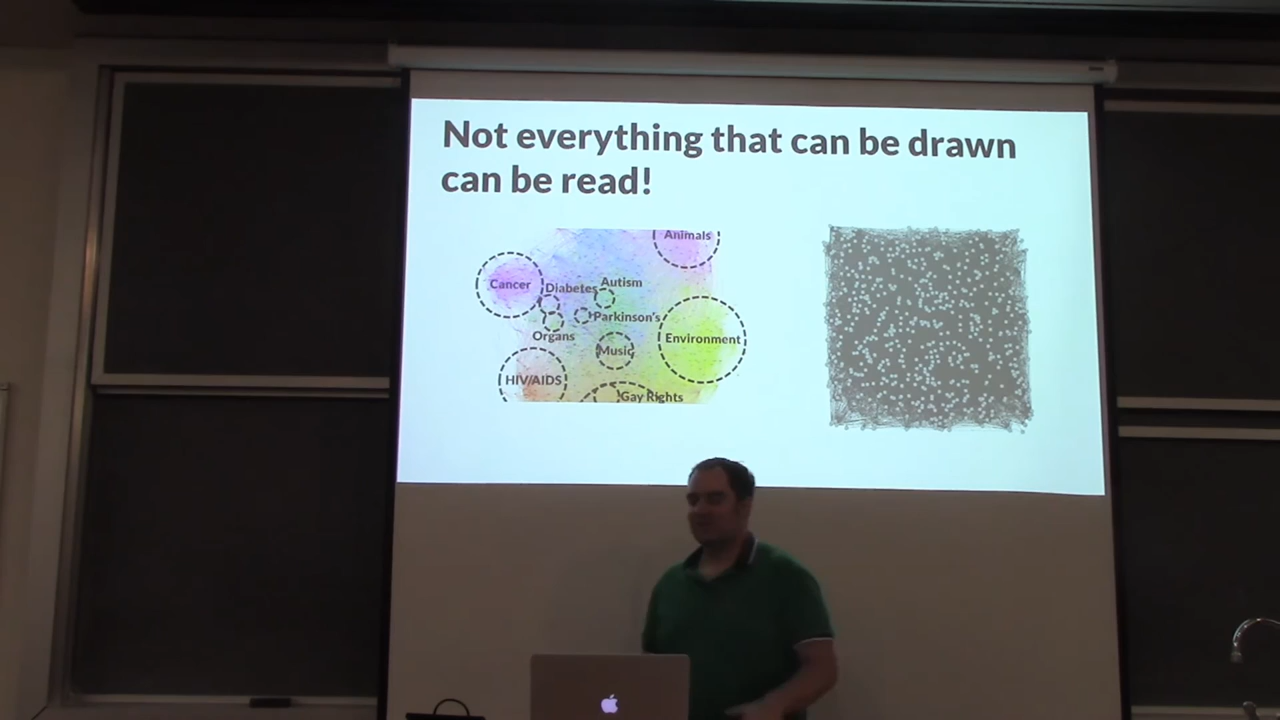 Not everything that can be drawn
can be read!
Animals
Cancer
Diabetes
Autism
Parkinson's
Organs
Environment
Music
HIV/AIDS
Gay Rights